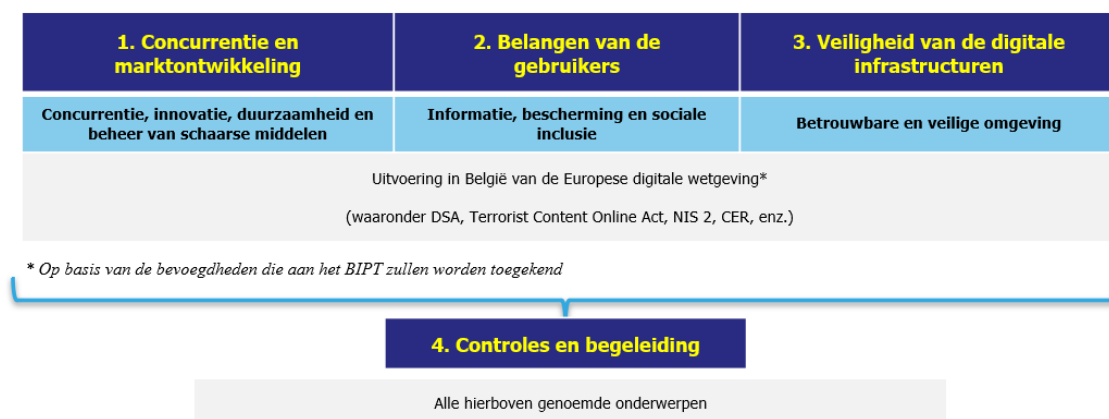 1. Concurrentie en
marktontwikkeling
2. Belangen van de
gebruikers
3. Veiligheid van de digitale
infrastructuren
Concurrentie, innovatie, duurzaamheid en
beheer van schaarse middelen
Informatie, bescherming en sociale
inclusie
Betrouwbare en veilige omgeving
Uitvoering in België van de Europese digitale wetgeving*
(waaronder DSA, Terrorist Content Online Act, NIS 2, CER, enz.)
* Op basis van de bevoegdheden die aan het BIPT zullen worden toegekend
4. Controles en begeleiding
Alle hierboven genoemde onderwerpen